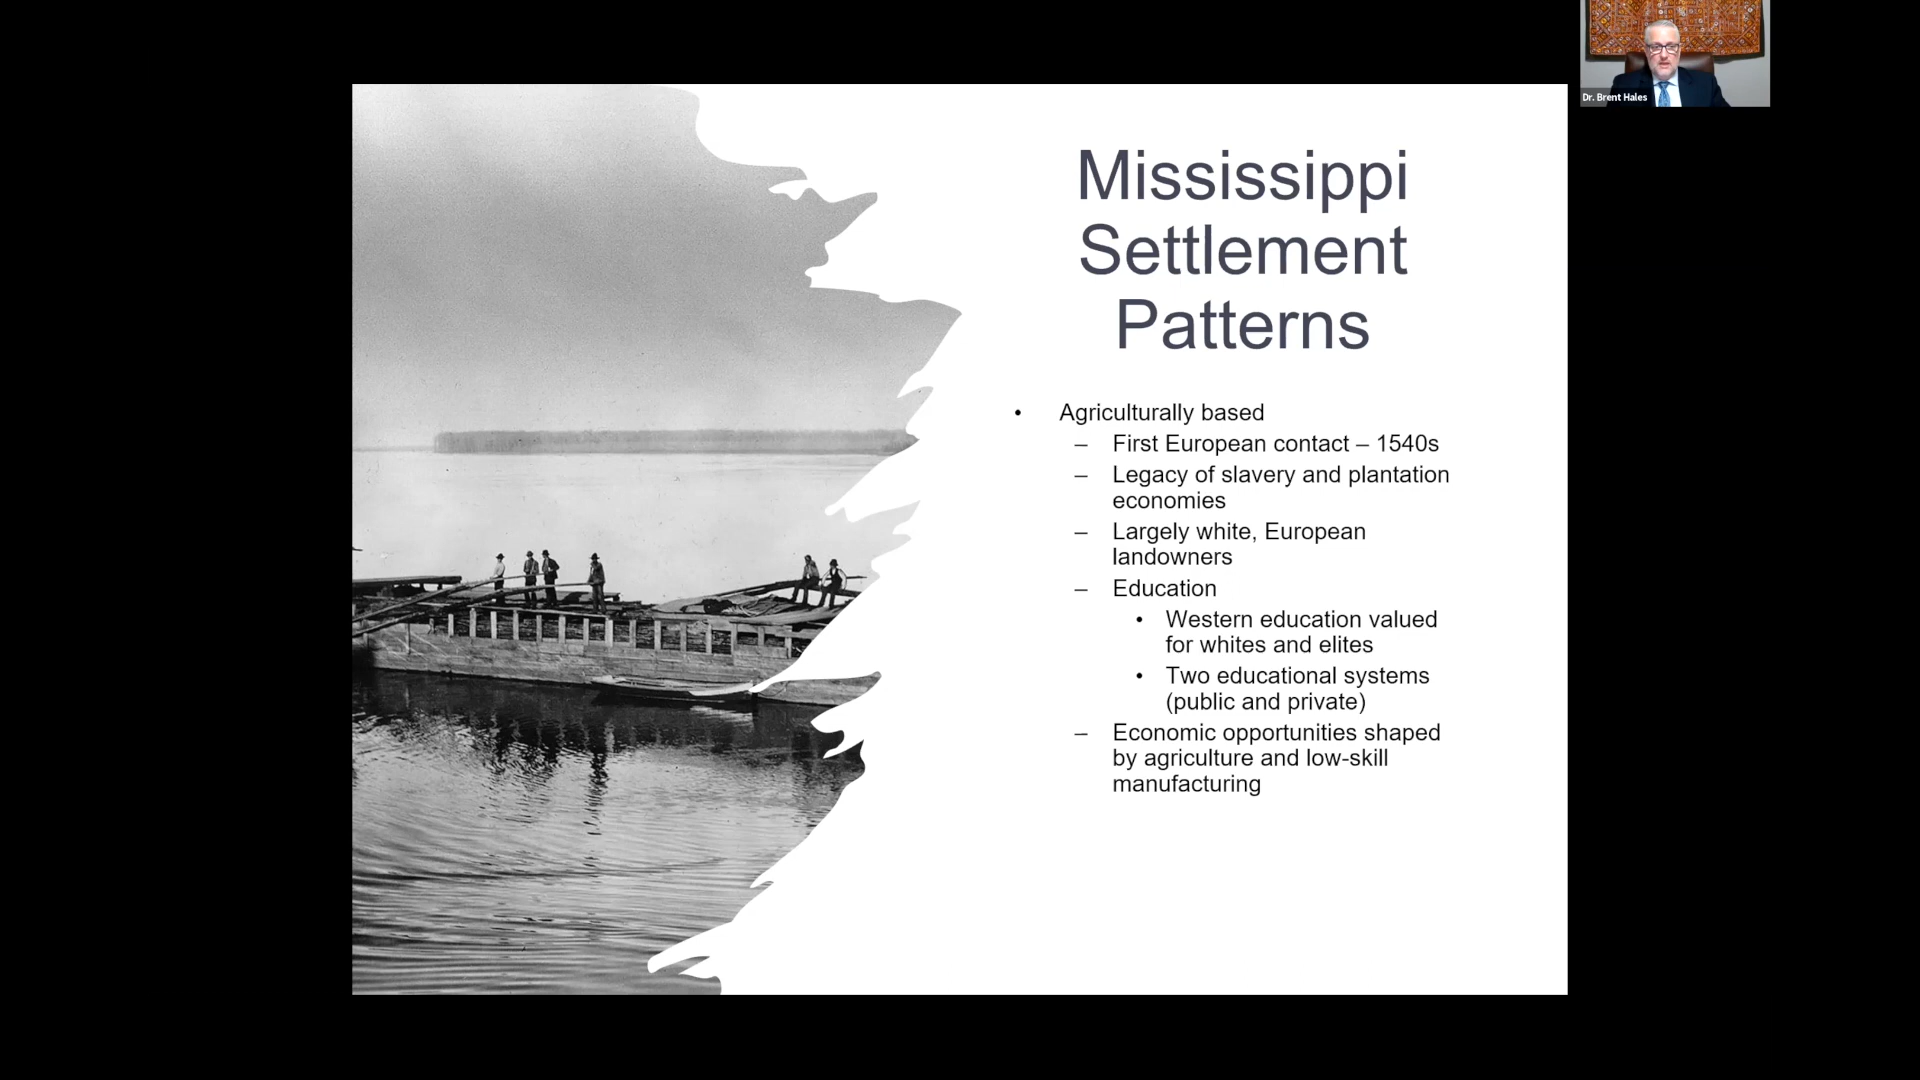 Dr. Brent Hales
Mississippi
Settlement
Patterns
• Agriculturally based
– First European contact – 1540s
– Legacy of slavery and plantation
economies
– Largely white, European
landowners
– Education
• Western education valued
for whites and elites
• Two educational systems
(public and private)
– Economic opportunities shaped
by agriculture and low-skill
manufacturing